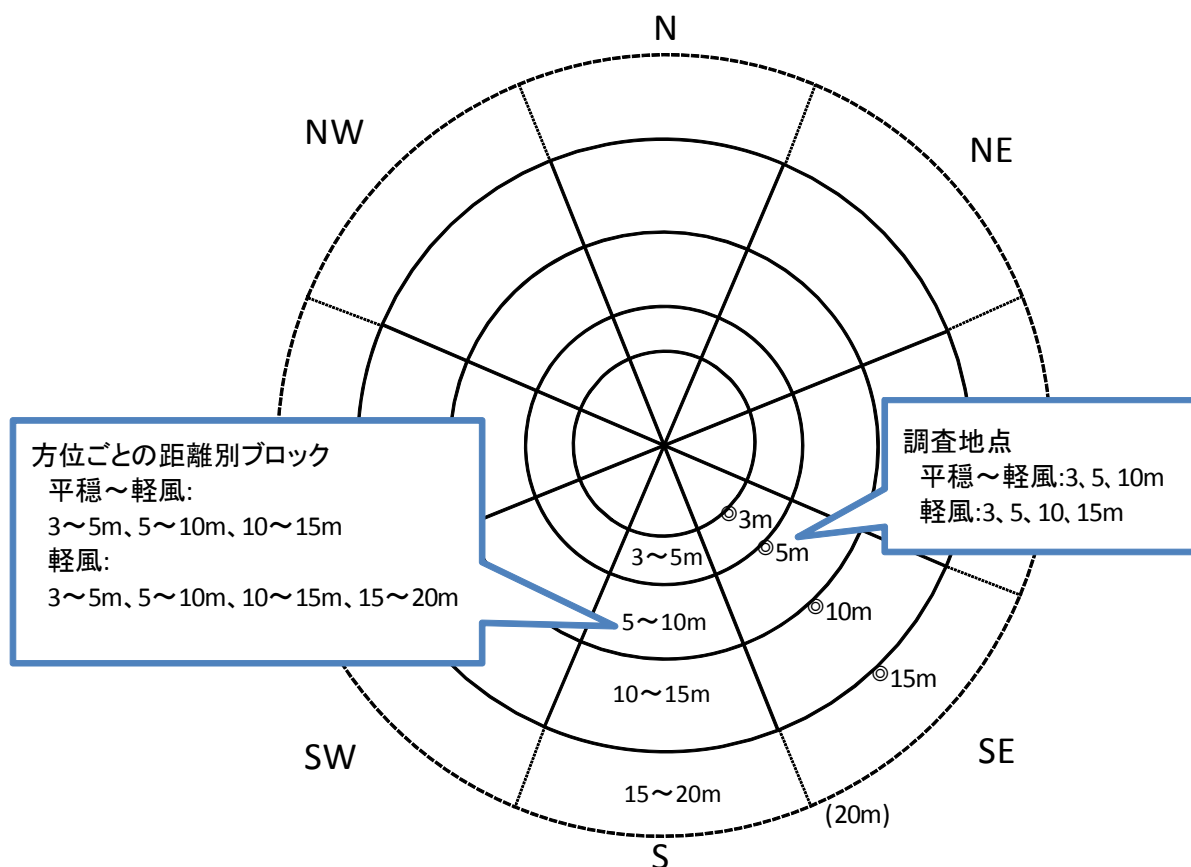 N
NW
NE
方位ごとの距離別ブロック
平穏～軽風:
3～5m、5～10m、10～15m
軽風:
3～5m、5～10m、10～15m、15～20m
調査地点
平穏～軽風:3、5、10m
軽風:3、5、10、15m
◎3m
3～5m
◎5m
5～10m
◎10m
10～15m
◎15m
SW
SE
15～20m
(20m)
S